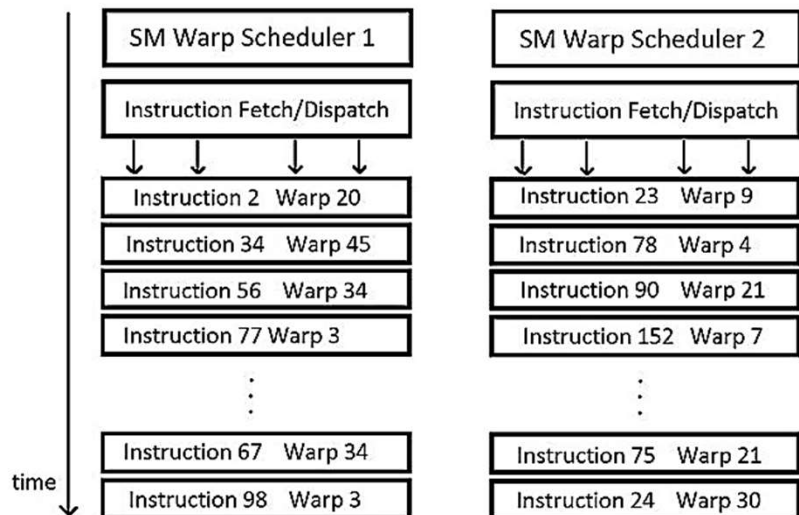 SM Warp Scheduler 1
Instruction Fetch/Dispatch
Instruction 2 Warp 20
Instruction 34 Warp 45
Instruction 56 Warp 34
Instruction 77 Warp 3
Instruction 67 Warp 34
Instruction 98 Warp 3
SM Warp Scheduler 2
Instruction Fetch/Dispatch
Instruction 23 Warp 9
Instruction 78 Warp 4
Instruction 90 Warp 21
Instruction 152 Warp 7
Instruction 75 Warp 21
Instruction 24 Warp 30
time